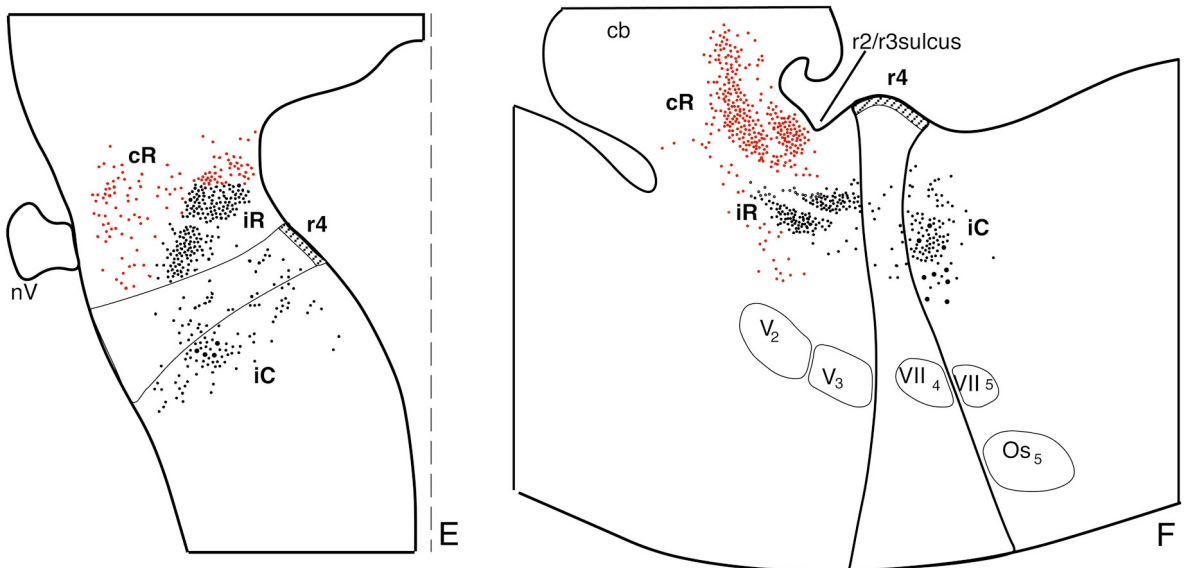 cR
iR
r4
nV
iC
E
cb
r2/r3sulcus
r4
cR
iR
iC
V2
V3
VII4
VII5
Os5
F